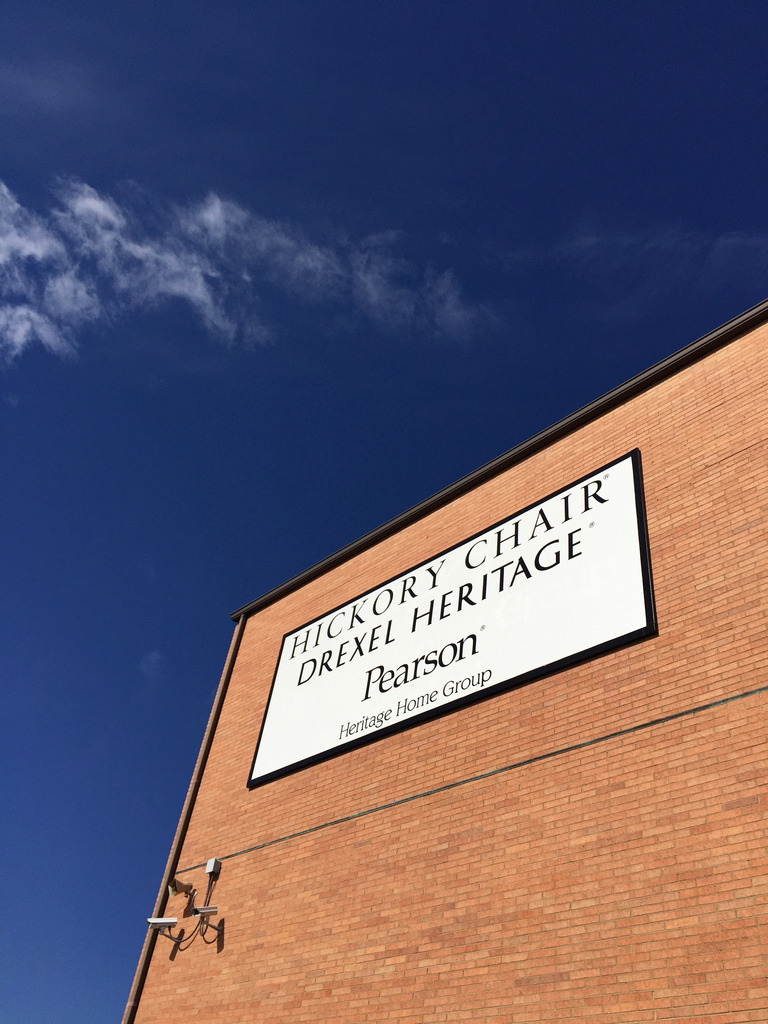 HICKORY CHAIR®
DREXEL HERITAGE®
Pearson®
Heritage Home Group